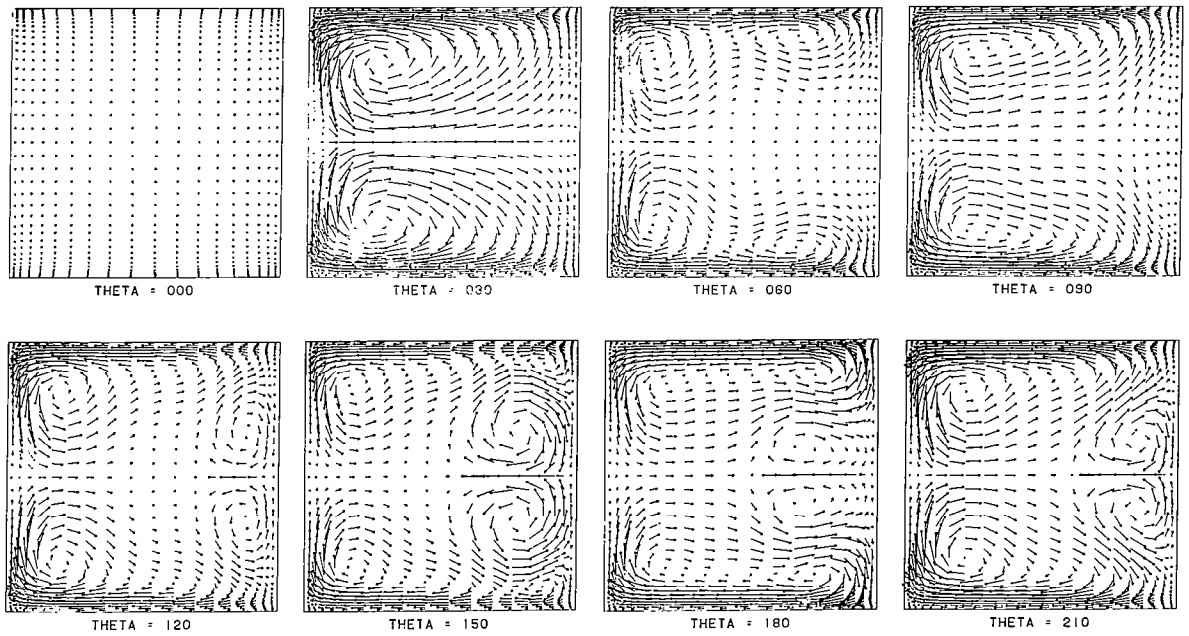 THETA = 000
THETA = 030
THETA = 060
THETA = 090
THETA = 120
THETA = 150
THETA = 180
THETA = 210